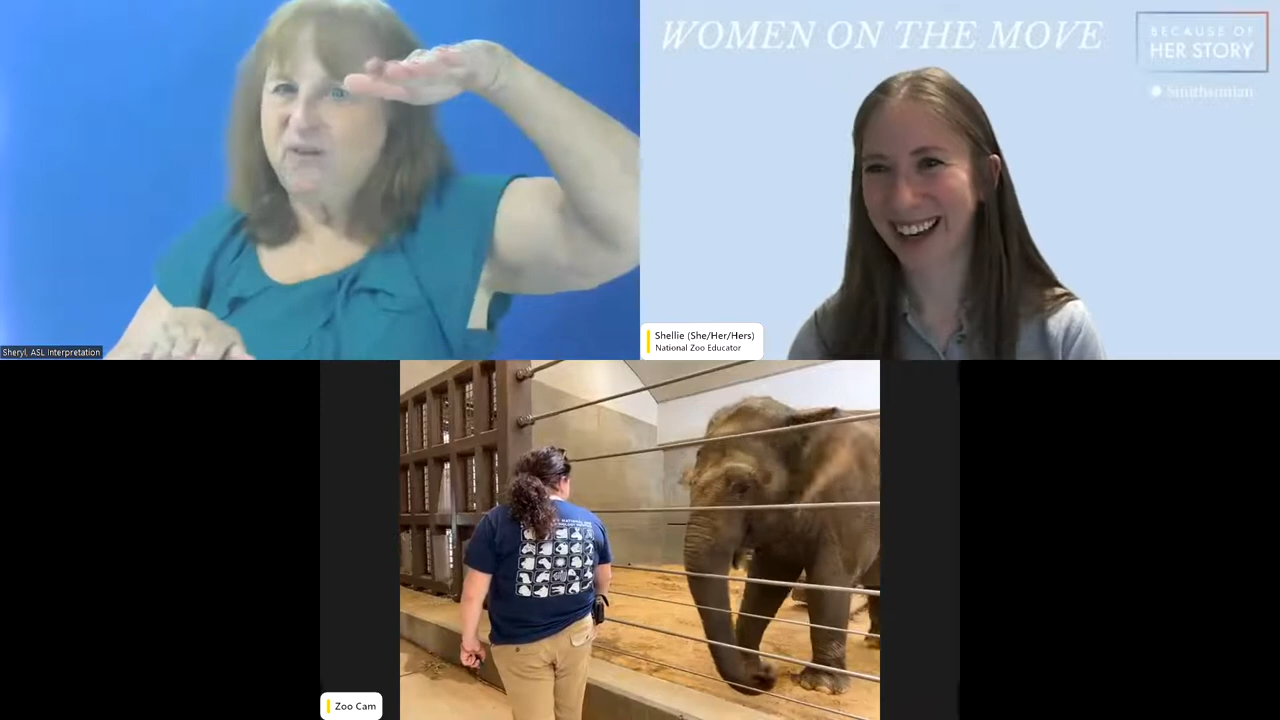 WOMEN ON THE MOVE
BECAUSE OF
HER STORY
Smithsonian
Sheryl, ASL Interpretation
Shellie (She/Her/Hers)
National Zoo Educator
Zoo Cam